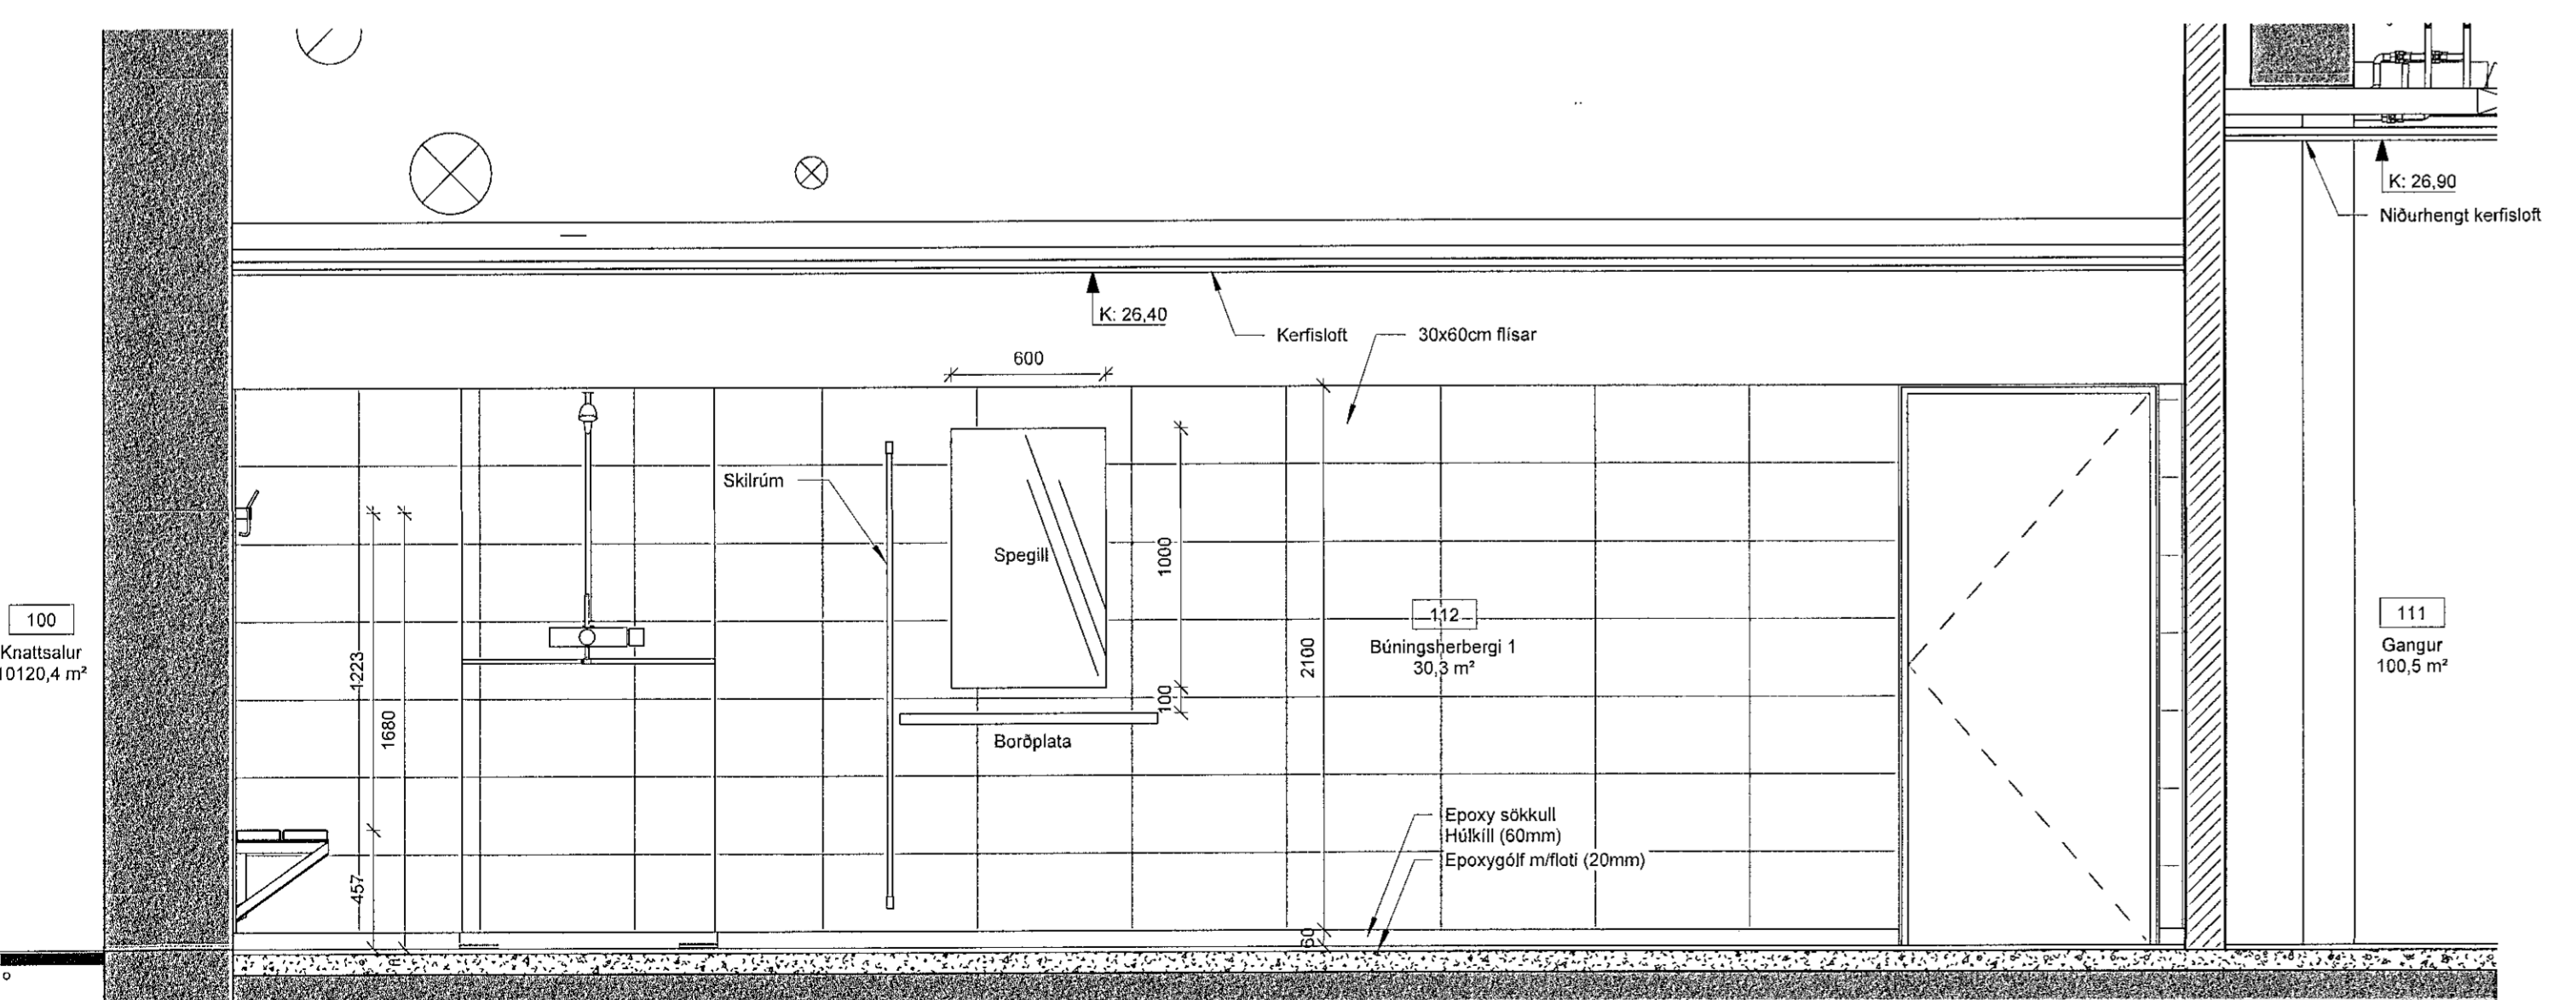 K: 26,90
Niðurhengt kerfisloft
K: 26,40
Kerfisloft
30x60cm flísar
600
Skilrúm
Spegill
1000
100
2100
60
1223
1680
457
100
Knattsalur
10120,4 m²
112
Búningsherbergi 1
30,3 m²
111
Gangur
100,5 m²
Borðplata
Epoxy sökkull
Húlkíll (60mm)
Epoxygólf m/floti (20mm)